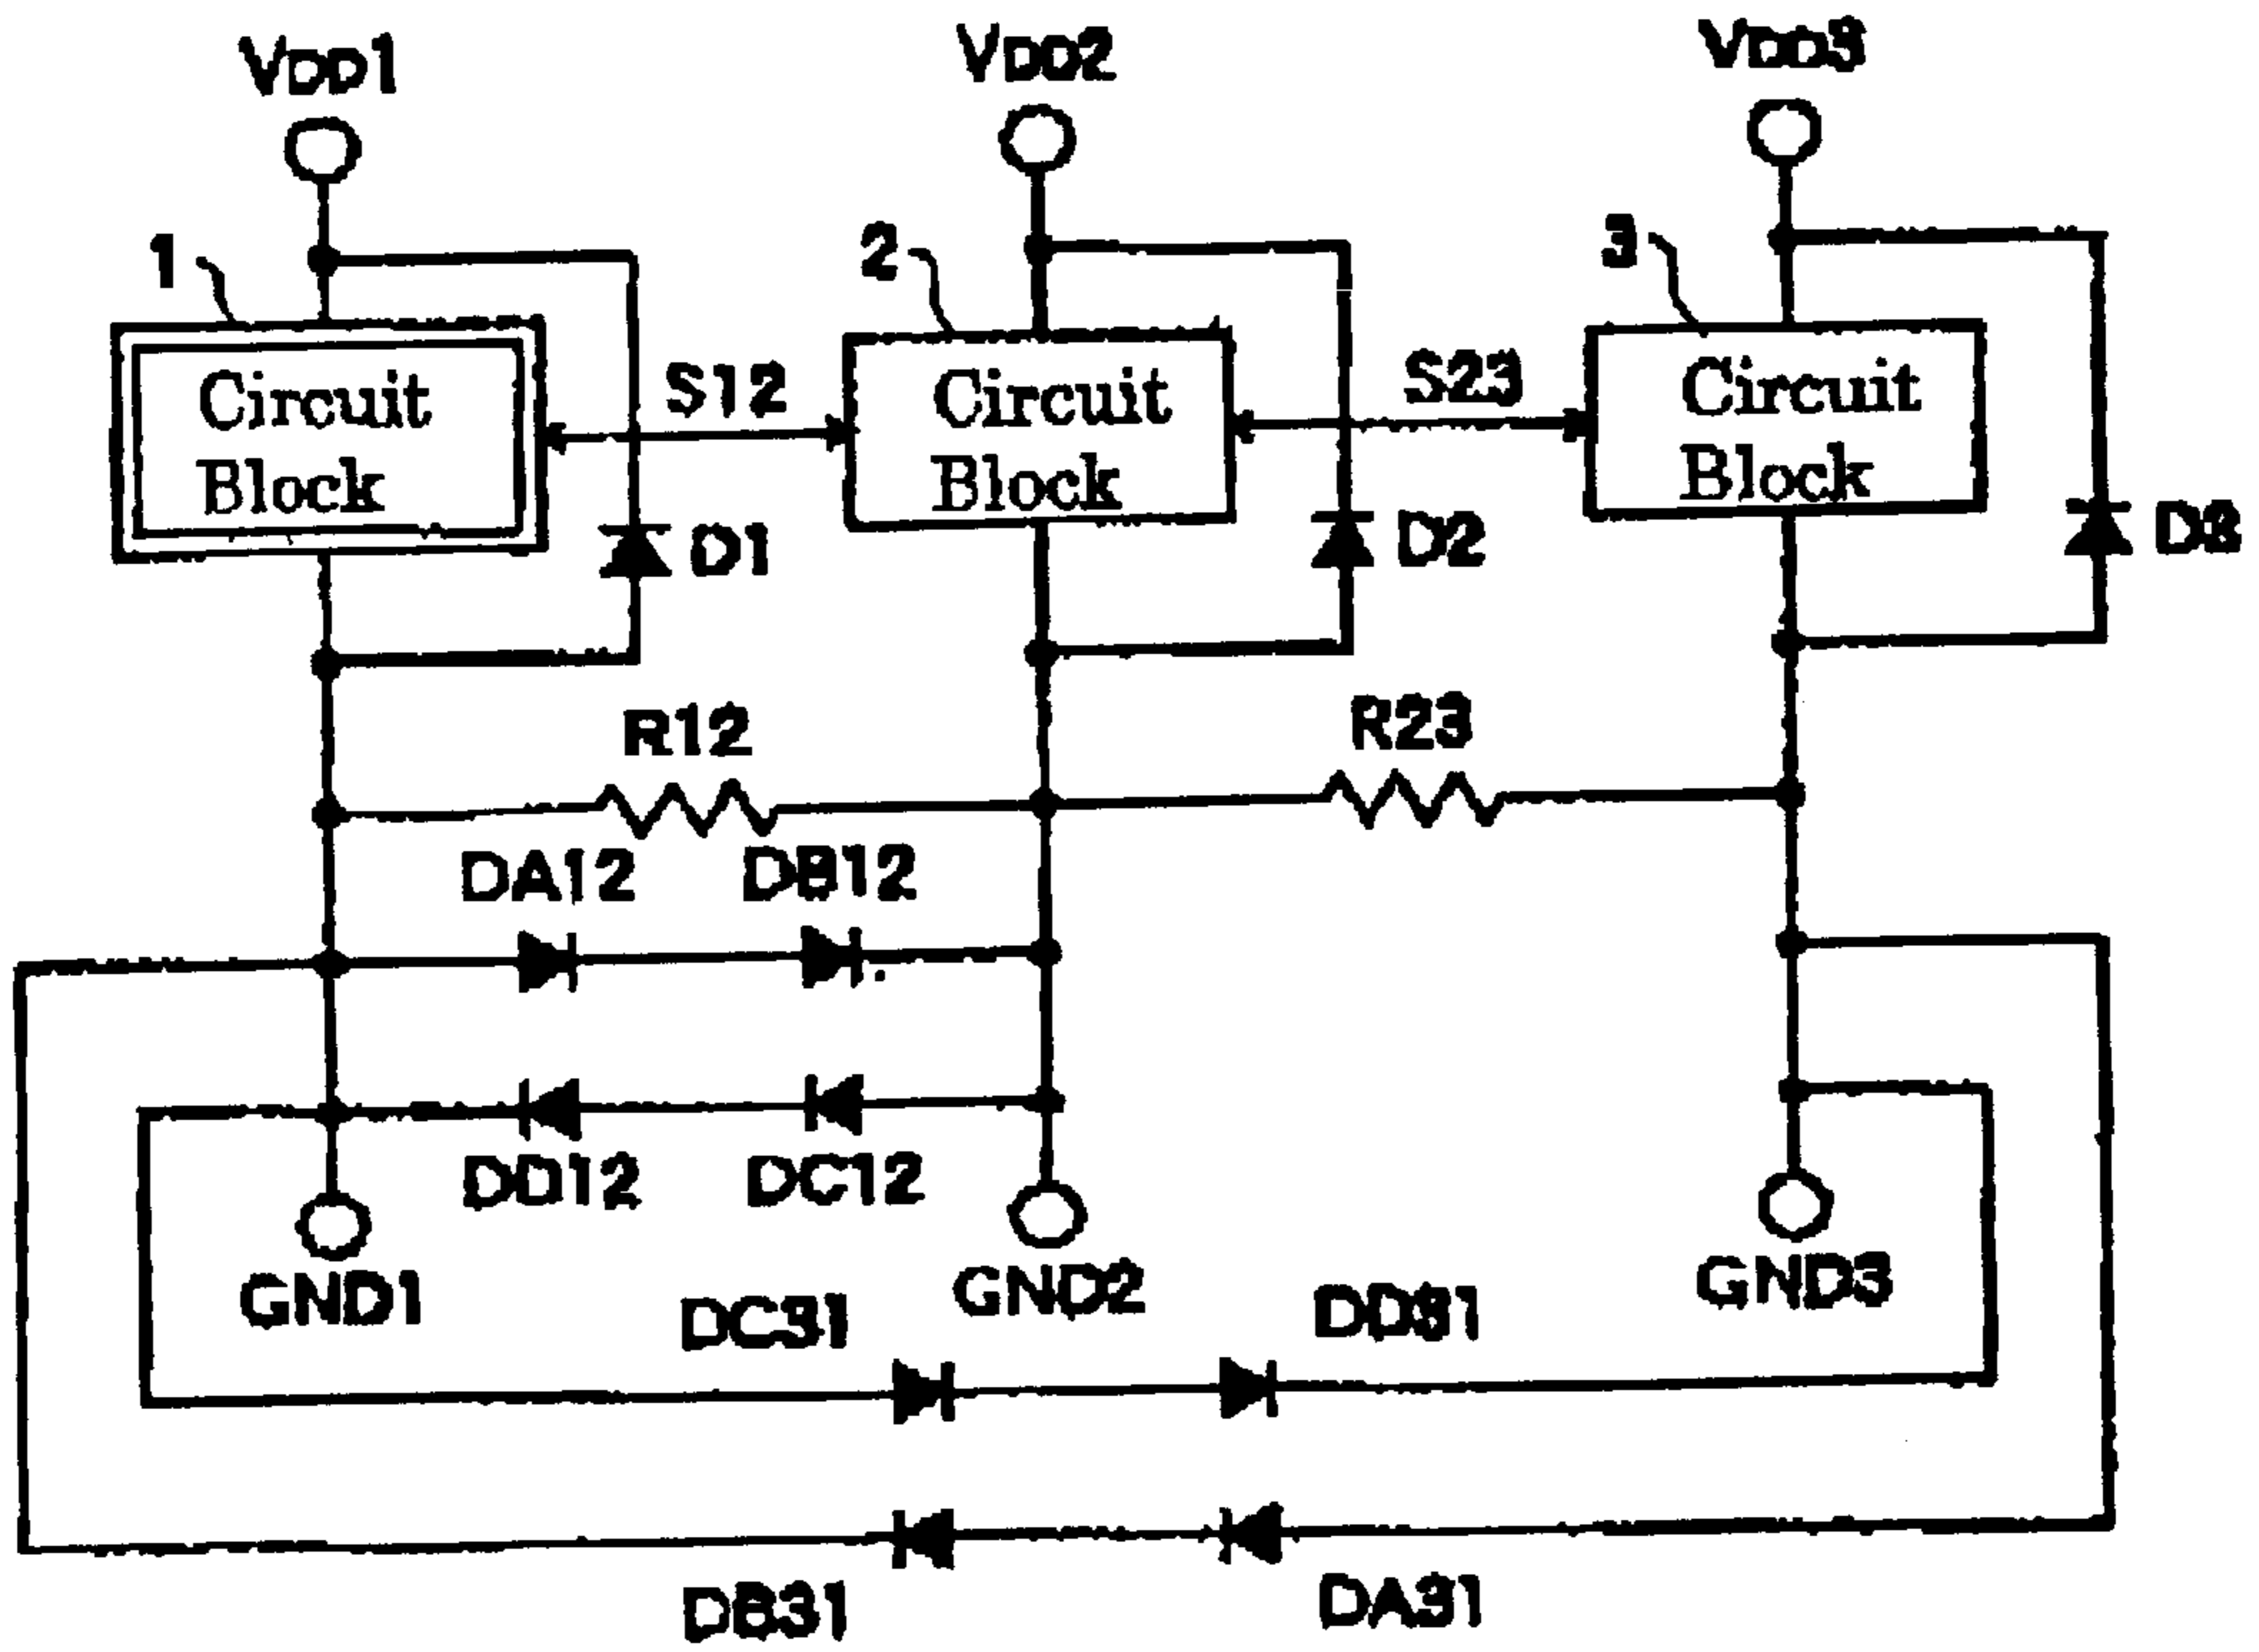 VDD1
VDD2
VDD3
1
2
3
Circuit
Block
S12
Circuit
Block
S23
Circuit
Block
D1
D2
D3
R12
R23
DA12
DB12
DD12
DC12
GND1
GND2
GND3
DC31
DD31
DB31
DA31